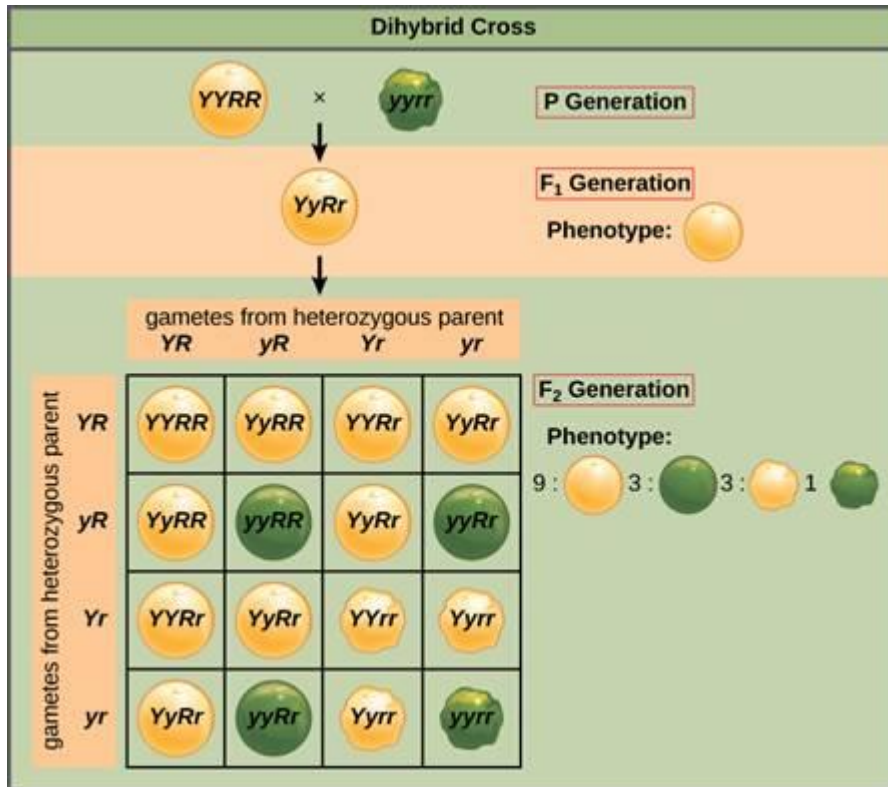 Dihybrid Cross
YYRR × yyrr
P Generation
YyRr
F₁ Generation
Phenotype:
gametes from heterozygous parent
YR yR Yr yr
gametes from heterozygous parent
YR YYRR YyRR YYRr YyRr
yR YyRR yyRR YyRr yyRr
Yr YYRr YyRr YYrr Yyrr
yr YyRr yyRr Yyrr yyrr
F₂ Generation
Phenotype:
9 : 3 : 3 : 1